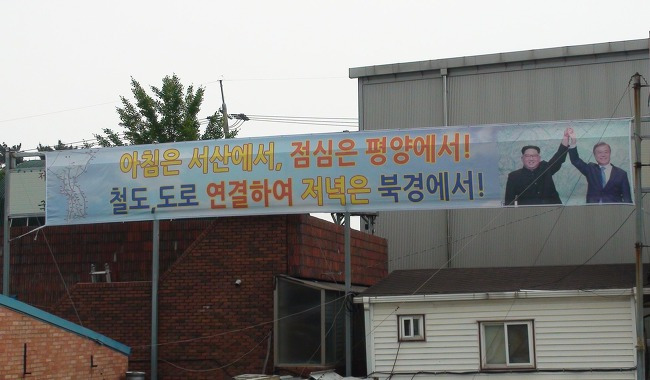 아침은 서산에서, 점심은 평양에서!
철도 도로 연결하여 저녁은 북경에서!